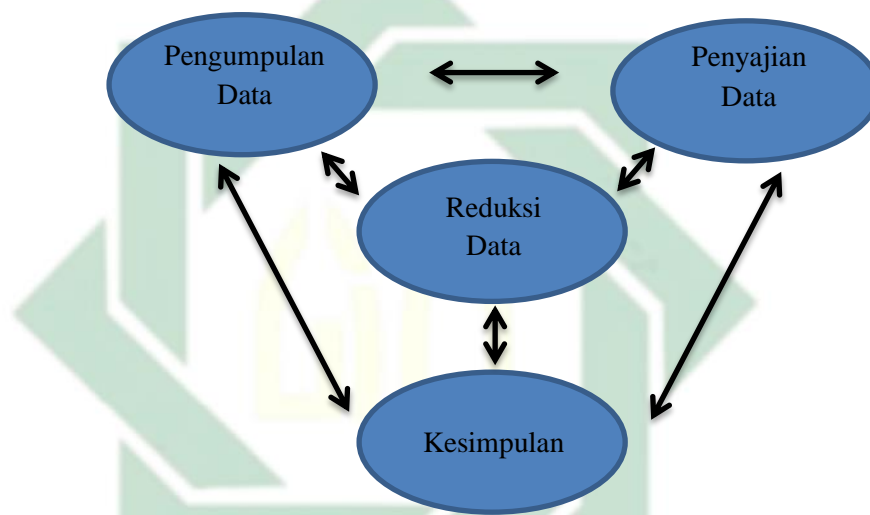 Pengumpulan
Data
Penyajian
Data
Reduksi
Data
Kesimpulan